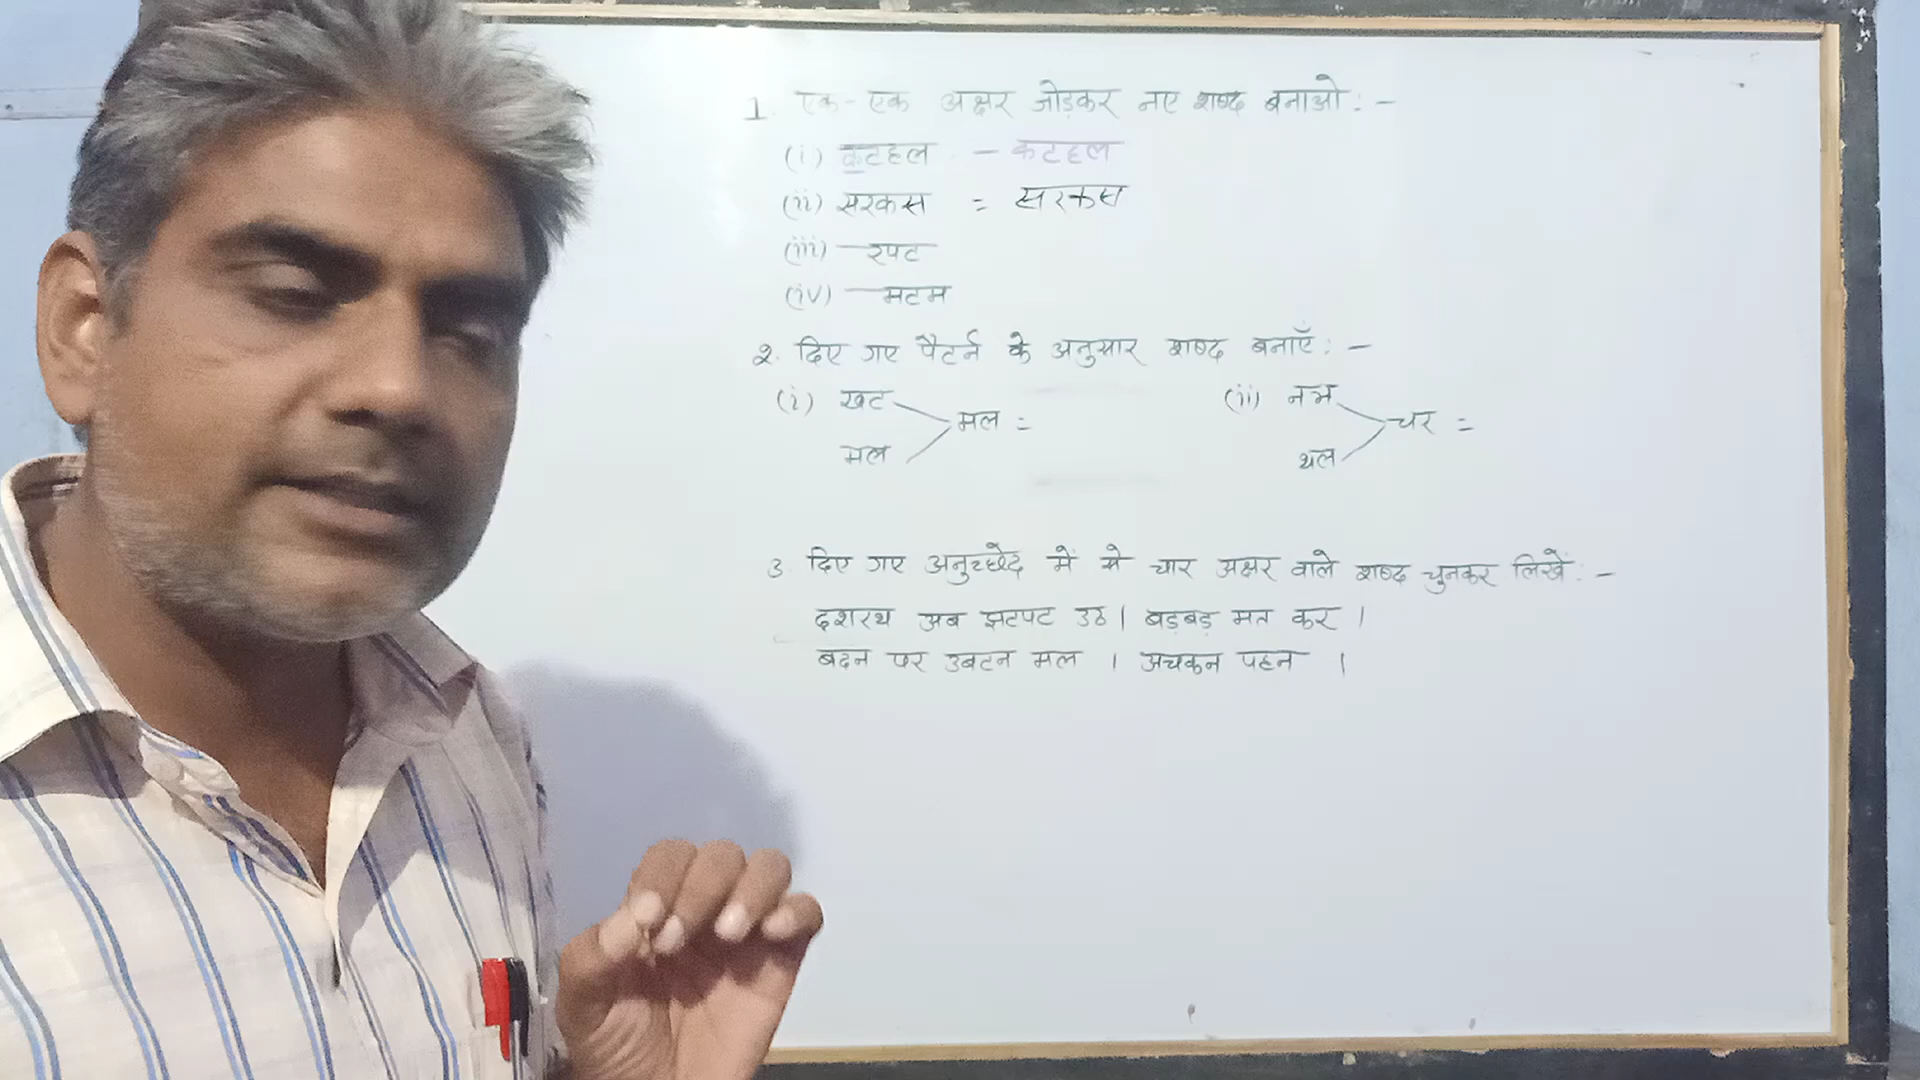 1. एक-एक अक्षर जोड़कर नए शब्द बनाओ :-
(i) कटहल - कटहल
(ii) सरकस = सरकस
(iii) —रपट
(iv) —मटम
2. दिए गए पैटर्न के अनुसार शब्द बनाएँ :-
(i) खट मल मल =
(ii) नभ थल चर =
3. दिए गए अनुच्छेद में से चार अक्षर वाले शब्द चुनकर लिखें :-
दशरथ अब झटपट उठ । बड़बड़ मत कर ।
बदन पर उबटन मल । अचकन पहन ।